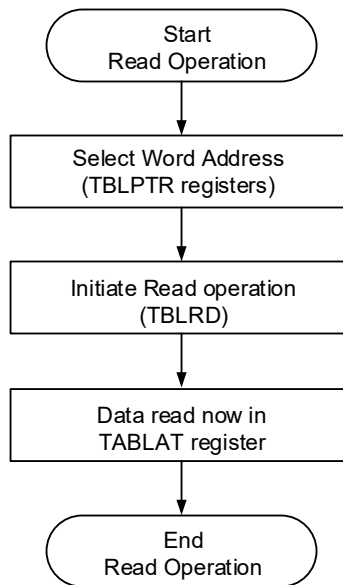 Start
Read Operation
Select Word Address
(TBLPTR registers)
Initiate Read operation
(TBLRD)
Data read now in
TABLAT register
End
Read Operation